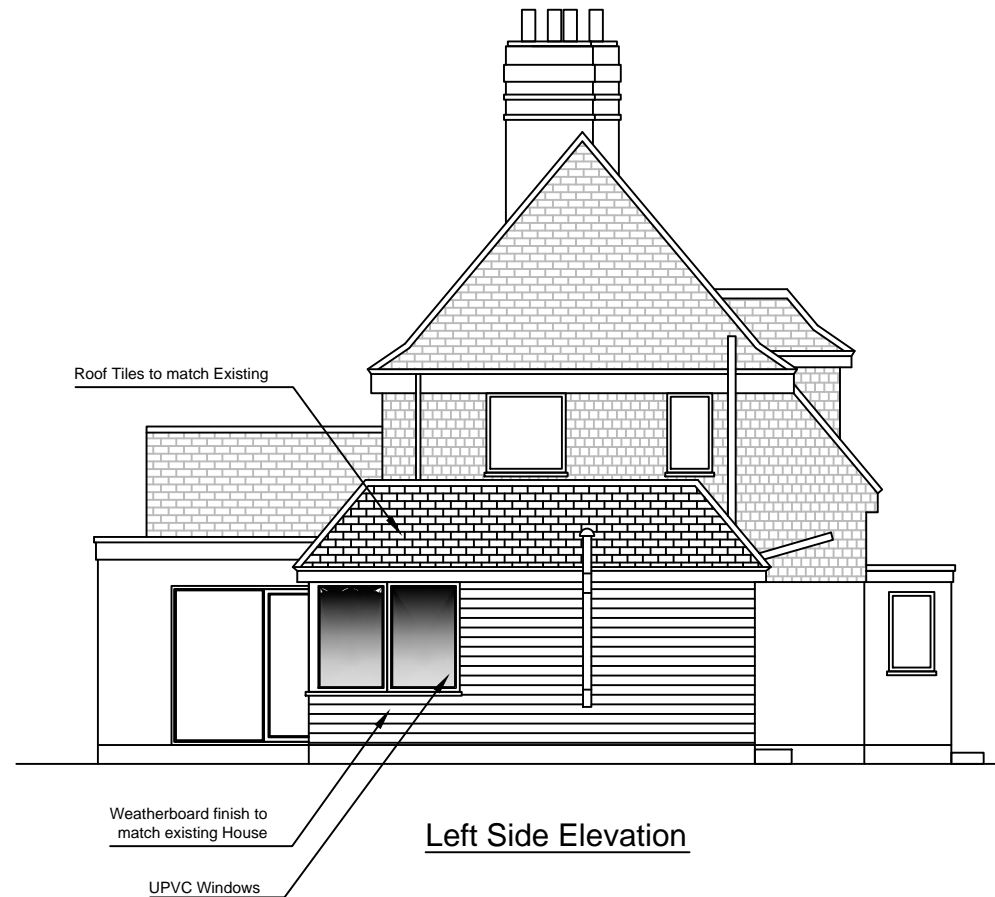 Roof Tiles to match Existing
Weatherboard finish to
match existing House
UPVC Windows
Left Side Elevation